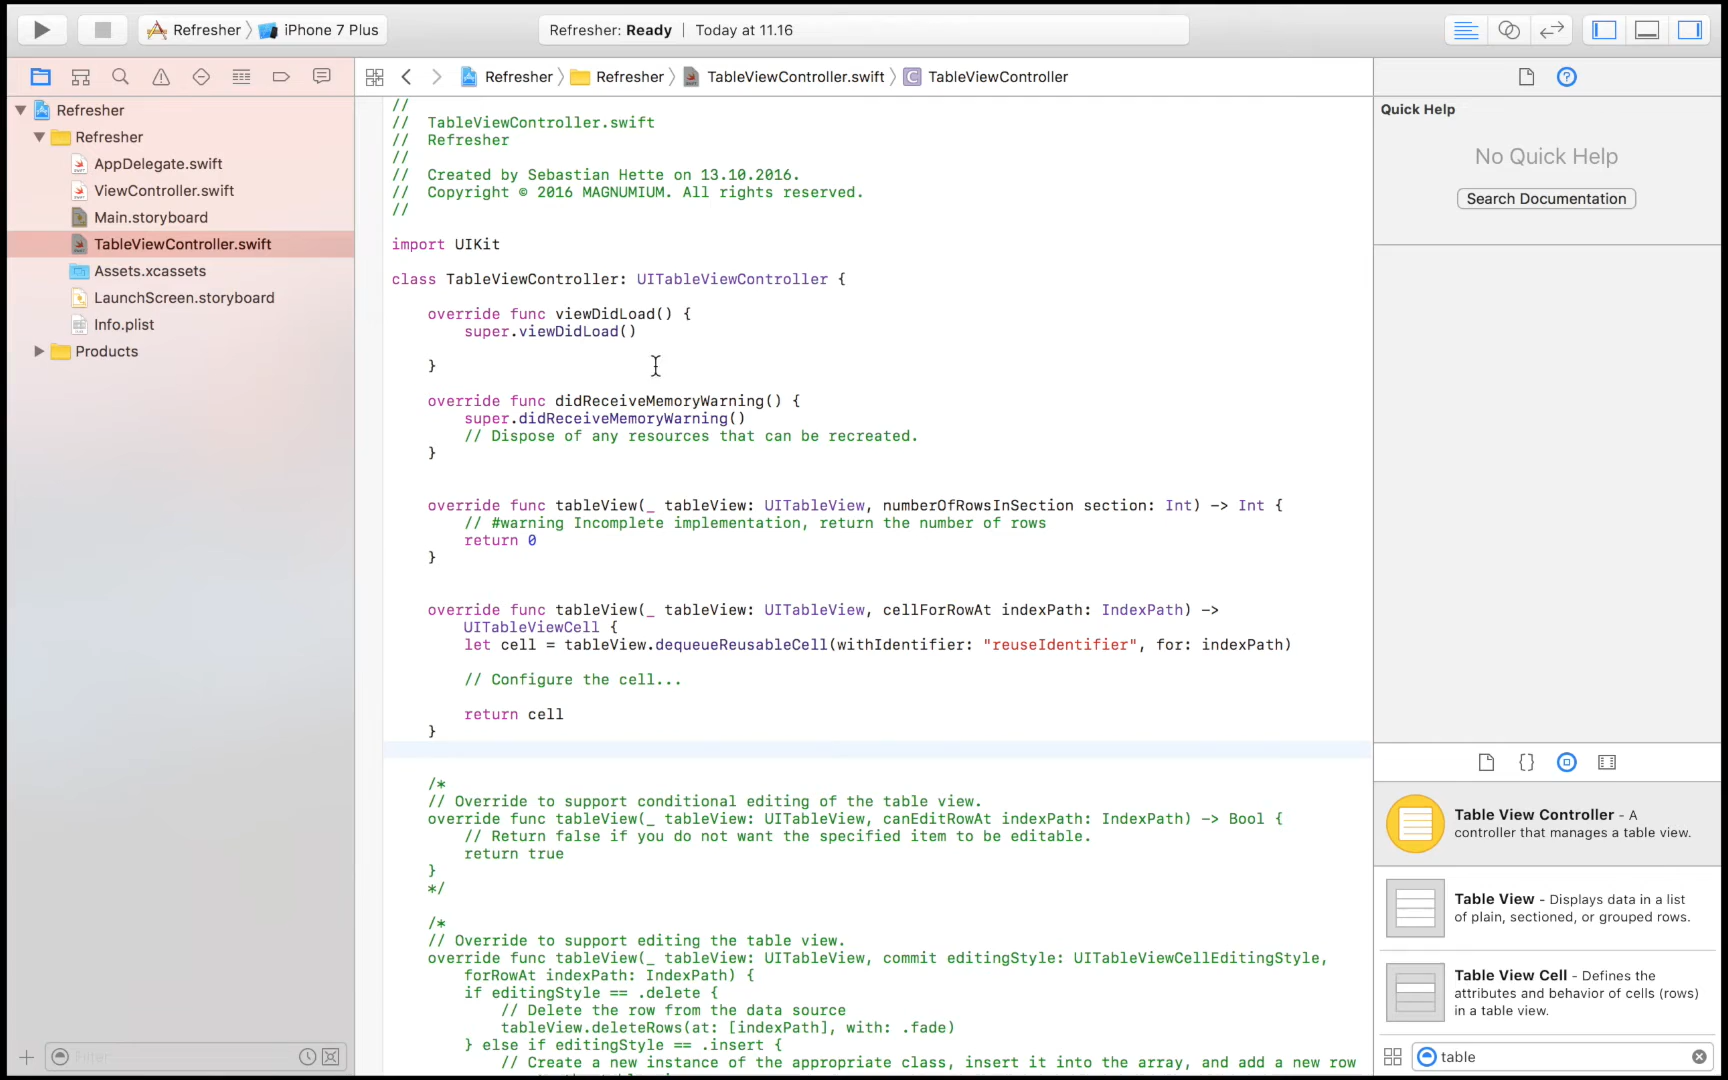 Refresher
iPhone 7 Plus
Refresher: Ready | Today at 11.16
Refresher
Refresher
TableViewController.swift
C TableViewController
Quick Help
No Quick Help
Search Documentation
Refresher
Refresher
AppDelegate.swift
ViewController.swift
Main.storyboard
TableViewController.swift
Assets.xcassets
LaunchScreen.storyboard
Info.plist
Products
Filter
//
//  TableViewController.swift
//  Refresher
//
//  Created by Sebastian Hette on 13.10.2016.
//  Copyright © 2016 MAGNUMIUM. All rights reserved.
//
import UIKit
class TableViewController: UITableViewController {
override func viewDidLoad() {
super.viewDidLoad()
}
override func didReceiveMemoryWarning() {
super.didReceiveMemoryWarning()
// Dispose of any resources that can be recreated.
}
override func tableView(_ tableView: UITableView, numberOfRowsInSection section: Int) -> Int {
// #warning Incomplete implementation, return the number of rows
return 0
}
override func tableView(_ tableView: UITableView, cellForRowAt indexPath: IndexPath) ->
UITableViewCell {
let cell = tableView.dequeueReusableCell(withIdentifier: "reuseIdentifier", for: indexPath)
// Configure the cell...
return cell
}
/*
// Override to support conditional editing of the table view.
override func tableView(_ tableView: UITableView, canEditRowAt indexPath: IndexPath) -> Bool {
// Return false if you do not want the specified item to be editable.
return true
}
*/
/*
// Override to support editing the table view.
override func tableView(_ tableView: UITableView, commit editingStyle: UITableViewCellEditingStyle,
forRowAt indexPath: IndexPath) {
if editingStyle == .delete {
// Delete the row from the data source
tableView.deleteRows(at: [indexPath], with: .fade)
} else if editingStyle == .insert {
// Create a new instance of the appropriate class, insert it into the array, and add a new row
{}
Table View Controller - A
controller that manages a table view.
Table View - Displays data in a list
of plain, sectioned, or grouped rows.
Table View Cell - Defines the
attributes and behavior of cells (rows)
in a table view.
table